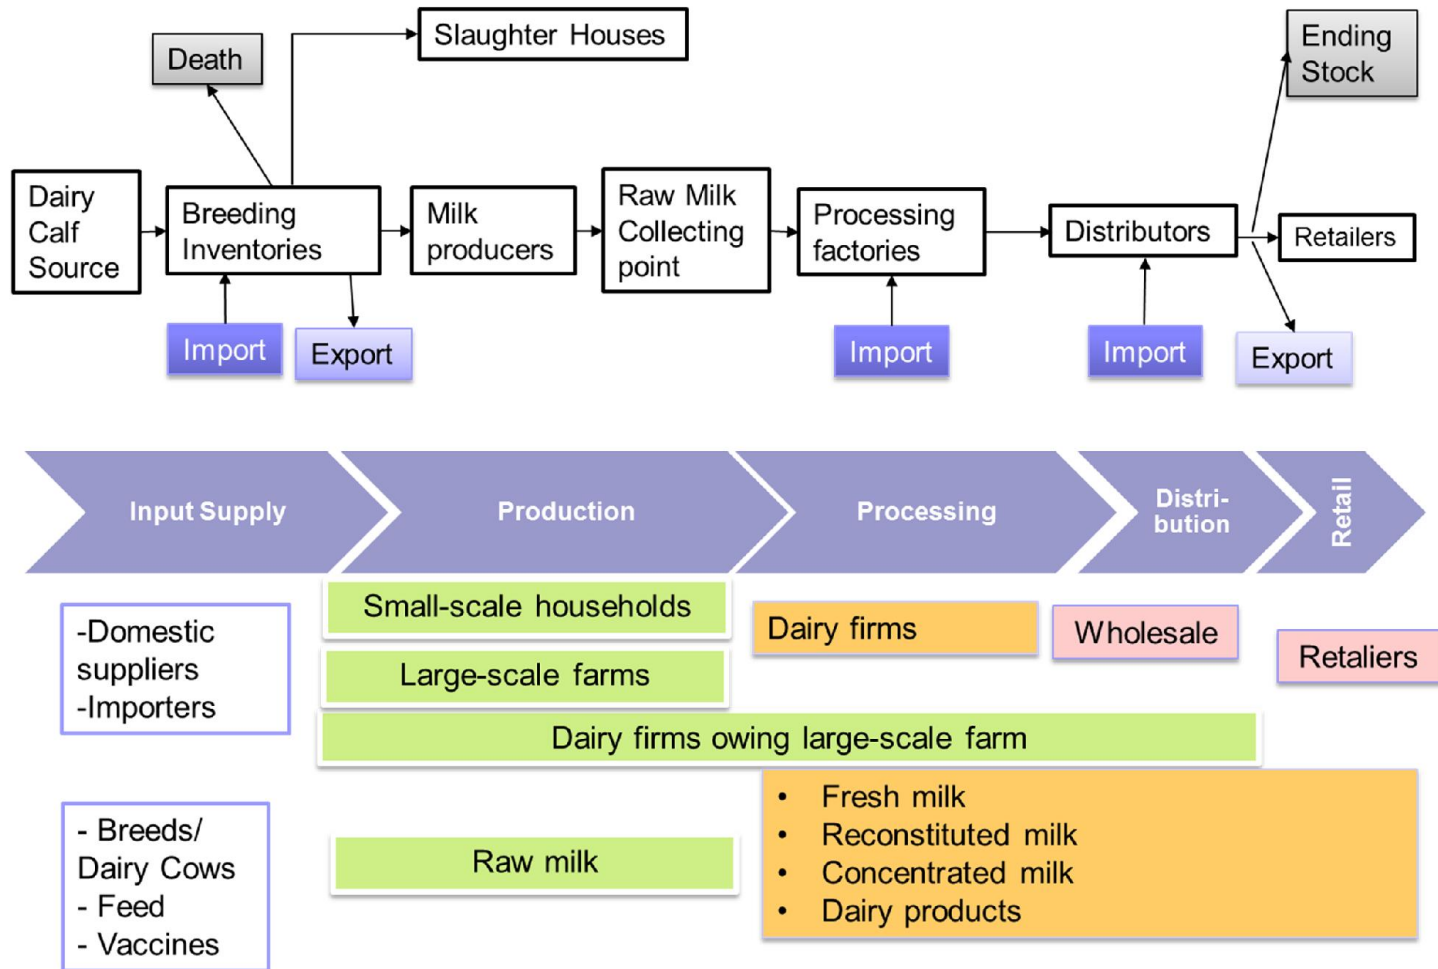 Slaughter Houses
Ending
Stock
Death
Dairy
Calf
Source
Breeding
Inventories
Milk
producers
Raw Milk
Collecting
point
Processing
factories
Distributors
Retailers
Import
Export
Import
Import
Export
Input Supply
Production
Processing
Distri-
bution
Retail
-Domestic
suppliers
-Importers
Small-scale households
Large-scale farms
Dairy firms owing large-scale farm
Dairy firms
Wholesale
Retaliers
- Breeds/
Dairy Cows
- Feed
- Vaccines
Raw milk
• Fresh milk
• Reconstituted milk
• Concentrated milk
• Dairy products